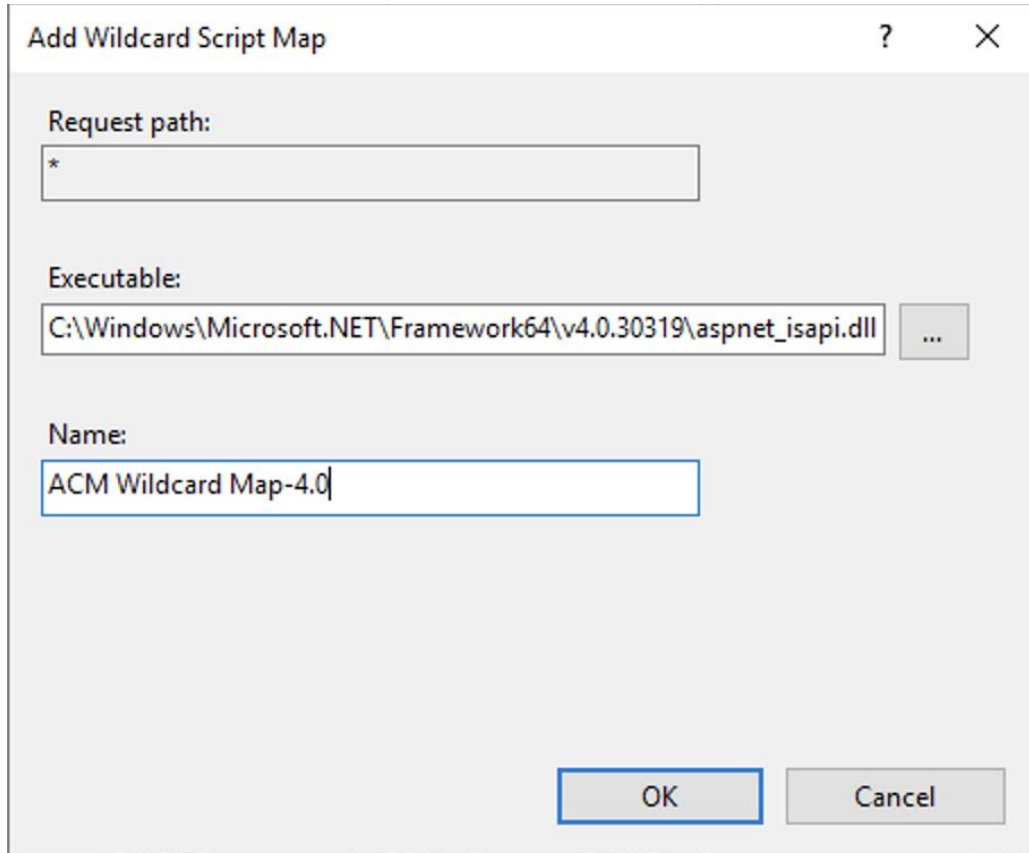 Add Wildcard Script Map
?
Request path:
*
Executable:
C:\Windows\Microsoft.NET\Framework64\v4.0.30319\aspnet_isapi.dll
...
Name:
ACM Wildcard Map-4.0
OK
Cancel